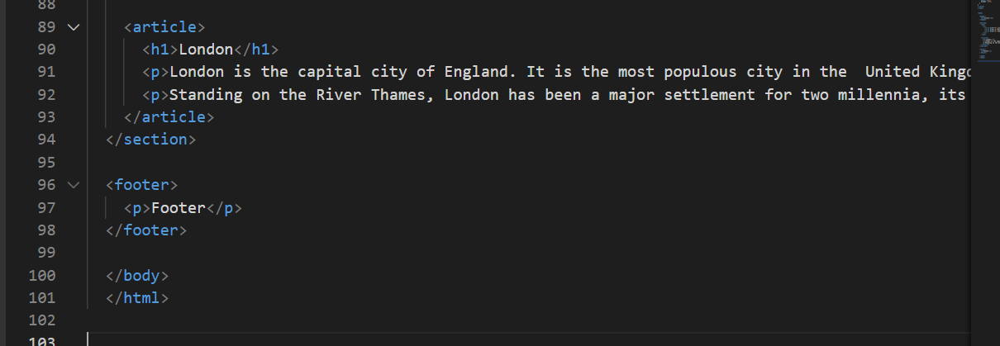 88
89 <article>
90 <h1>London</h1>
91 <p>London is the capital city of England. It is the most populous city in the  United Kingd
92 <p>Standing on the River Thames, London has been a major settlement for two millennia, its
93 </article>
94 </section>
95
96 <footer>
97 <p>Footer</p>
98 </footer>
99
100 </body>
101 </html>
102
103